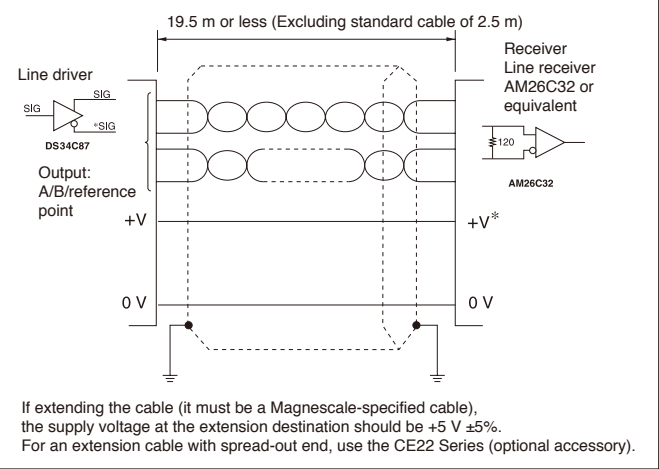 19.5 m or less (Excluding standard cable of 2.5 m)
Line driver
SIG
SIG
*SIG
DS34C87
Output:
A/B/reference
point
Receiver
Line receiver
AM26C32 or
equivalent
120
AM26C32
+V
+V*
0 V
0 V
If extending the cable (it must be a Magnescale-specified cable),
the supply voltage at the extension destination should be +5 V ±5%.
For an extension cable with spread-out end, use the CE22 Series (optional accessory).